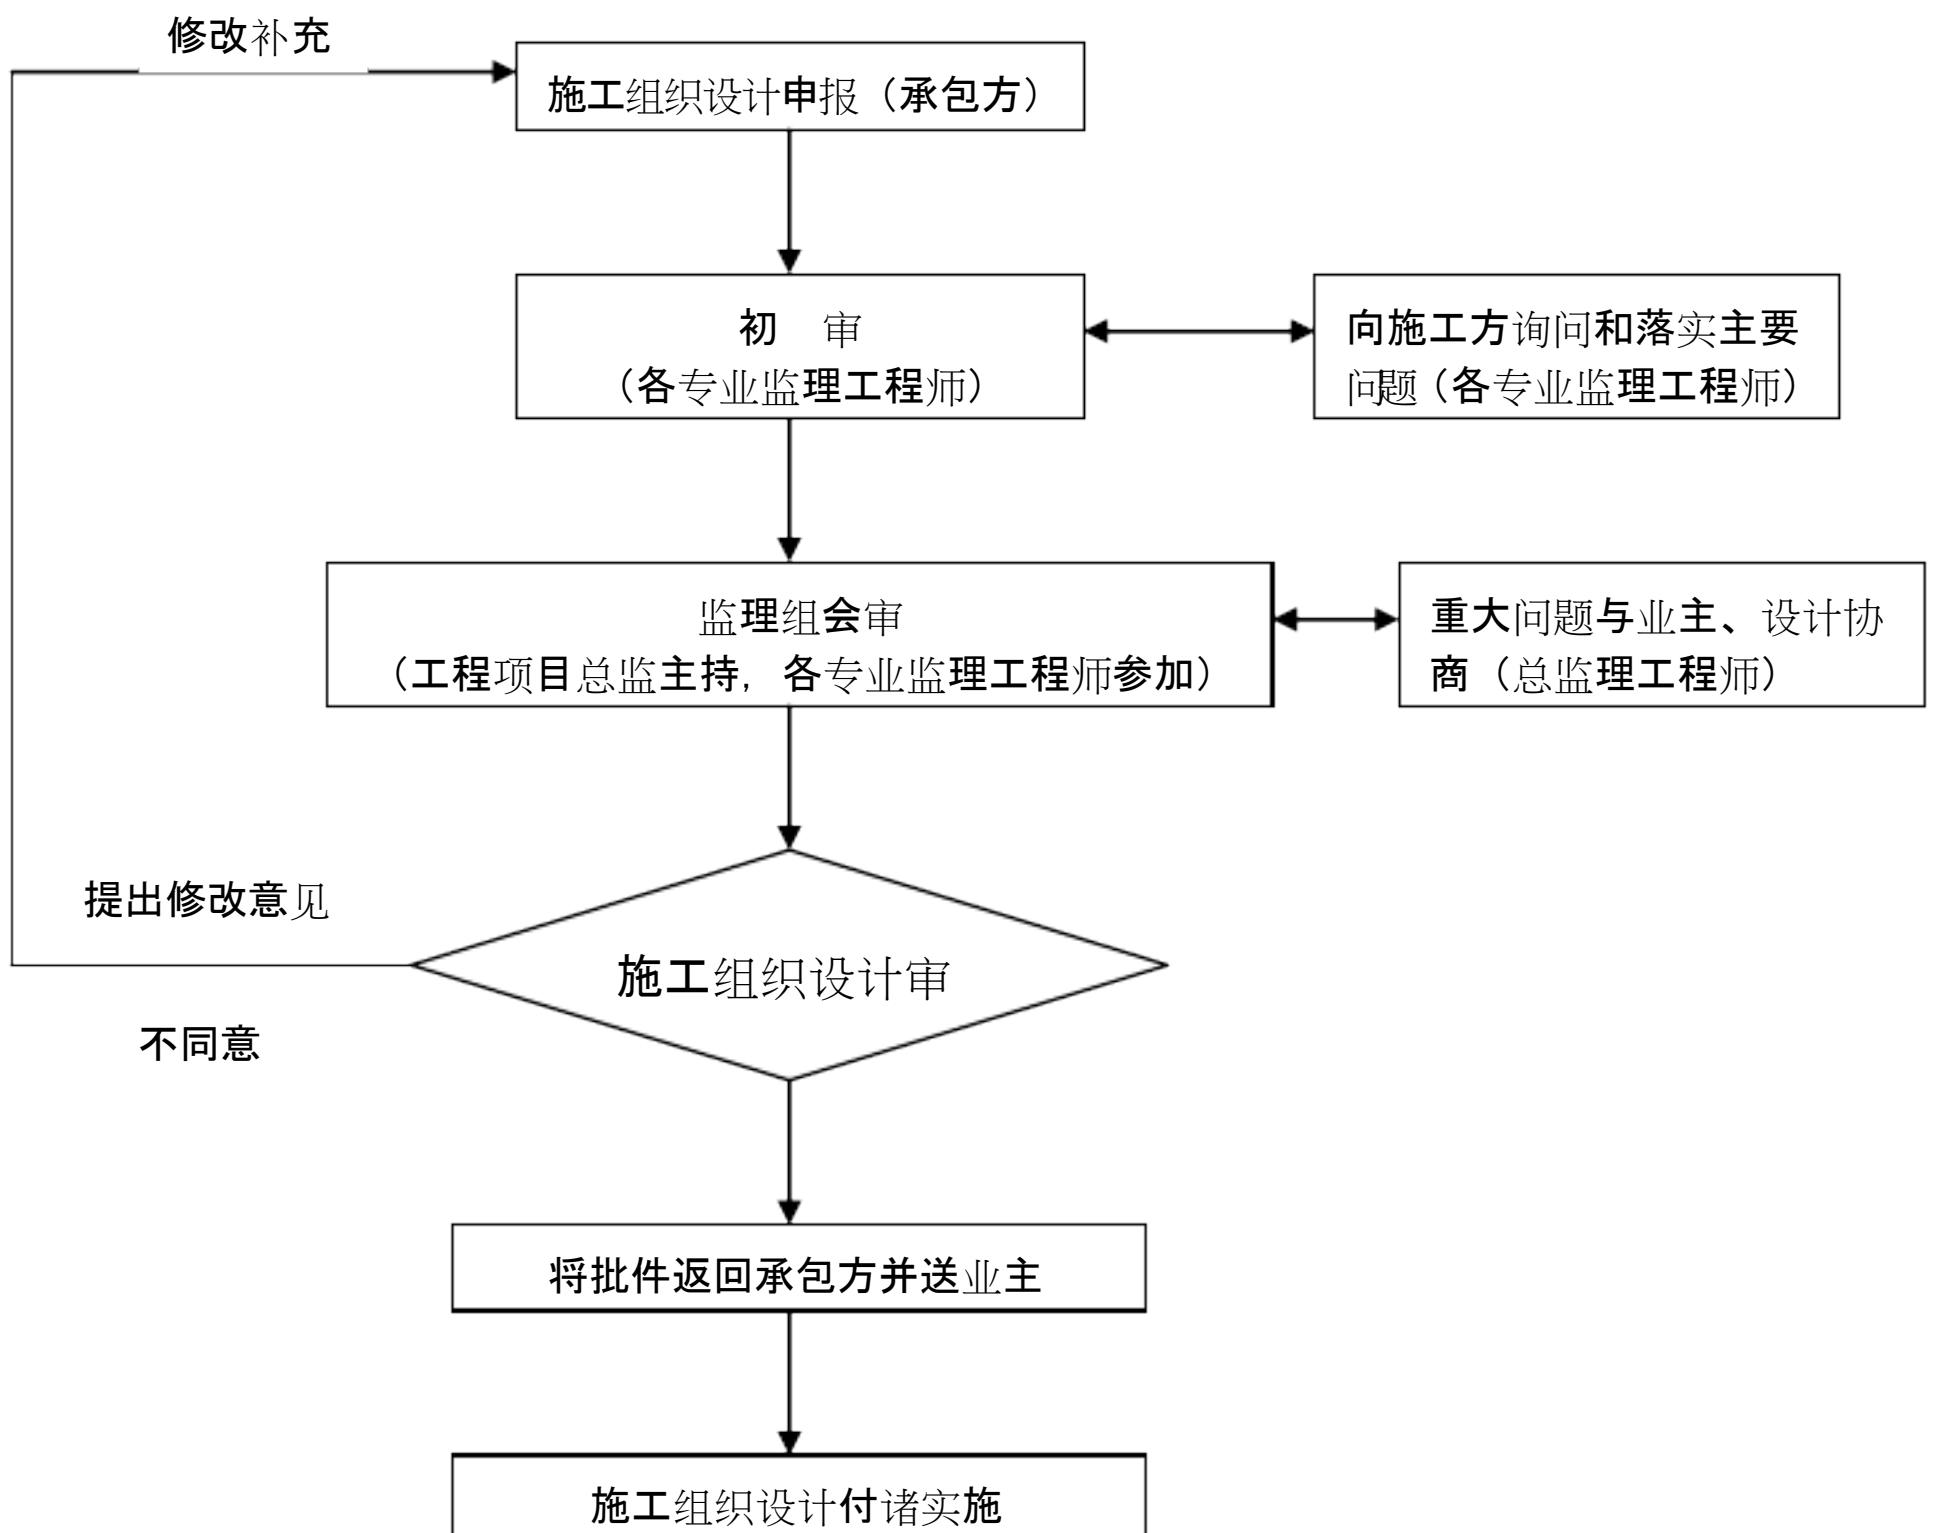 修改补充
施工组织设计申报（承包方）
初　审
（各专业监理工程师）
向施工方询问和落实主要
问题（各专业监理工程师）
监理组会审
（工程项目总监主持，各专业监理工程师参加）
重大问题与业主、设计协
商（总监理工程师）
提出修改意见
施工组织设计审
不同意
将批件返回承包方并送业主
施工组织设计付诸实施